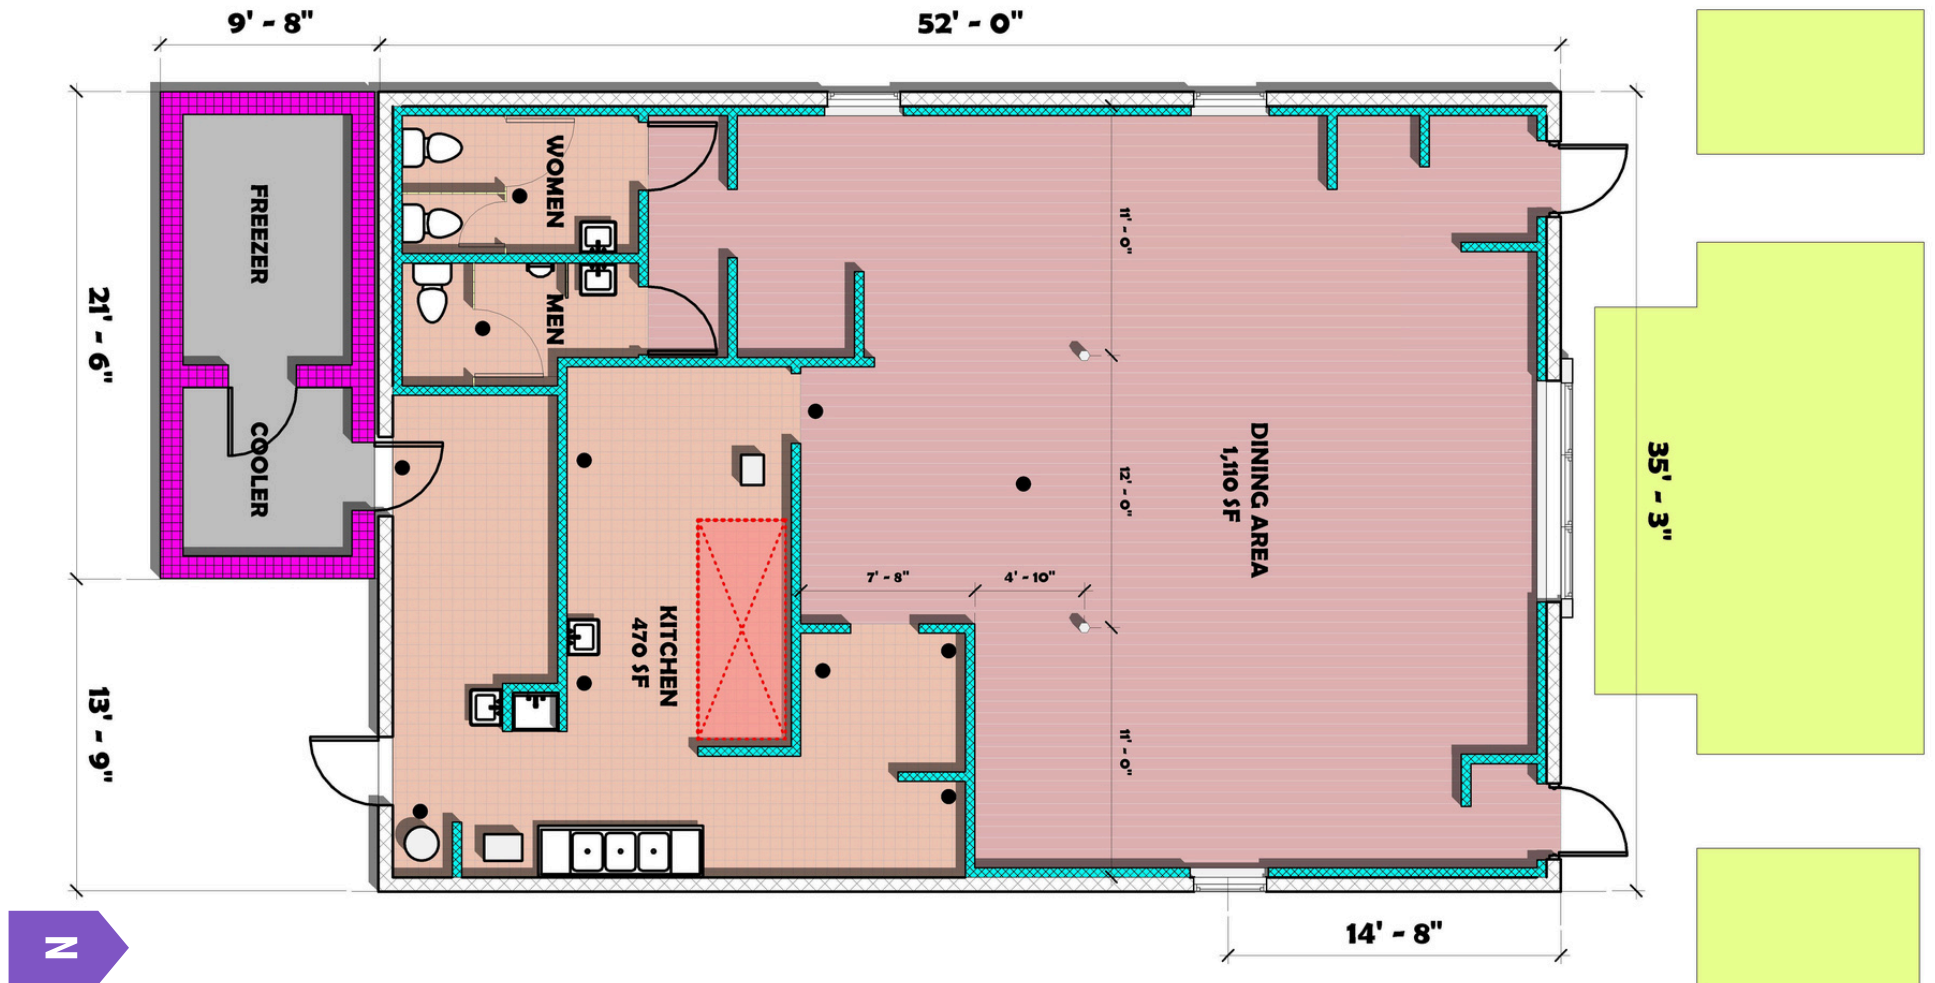 9' - 8"
52' - 0"
WOMEN
FREEZER
11' - 0"
MEN
21' - 6"
COOLER
12' - 0"
DINING AREA
1,110 SF
35' - 3"
7' - 8"
4' - 10"
KITCHEN
470 SF
13' - 9"
11' - 0"
14' - 8"
N